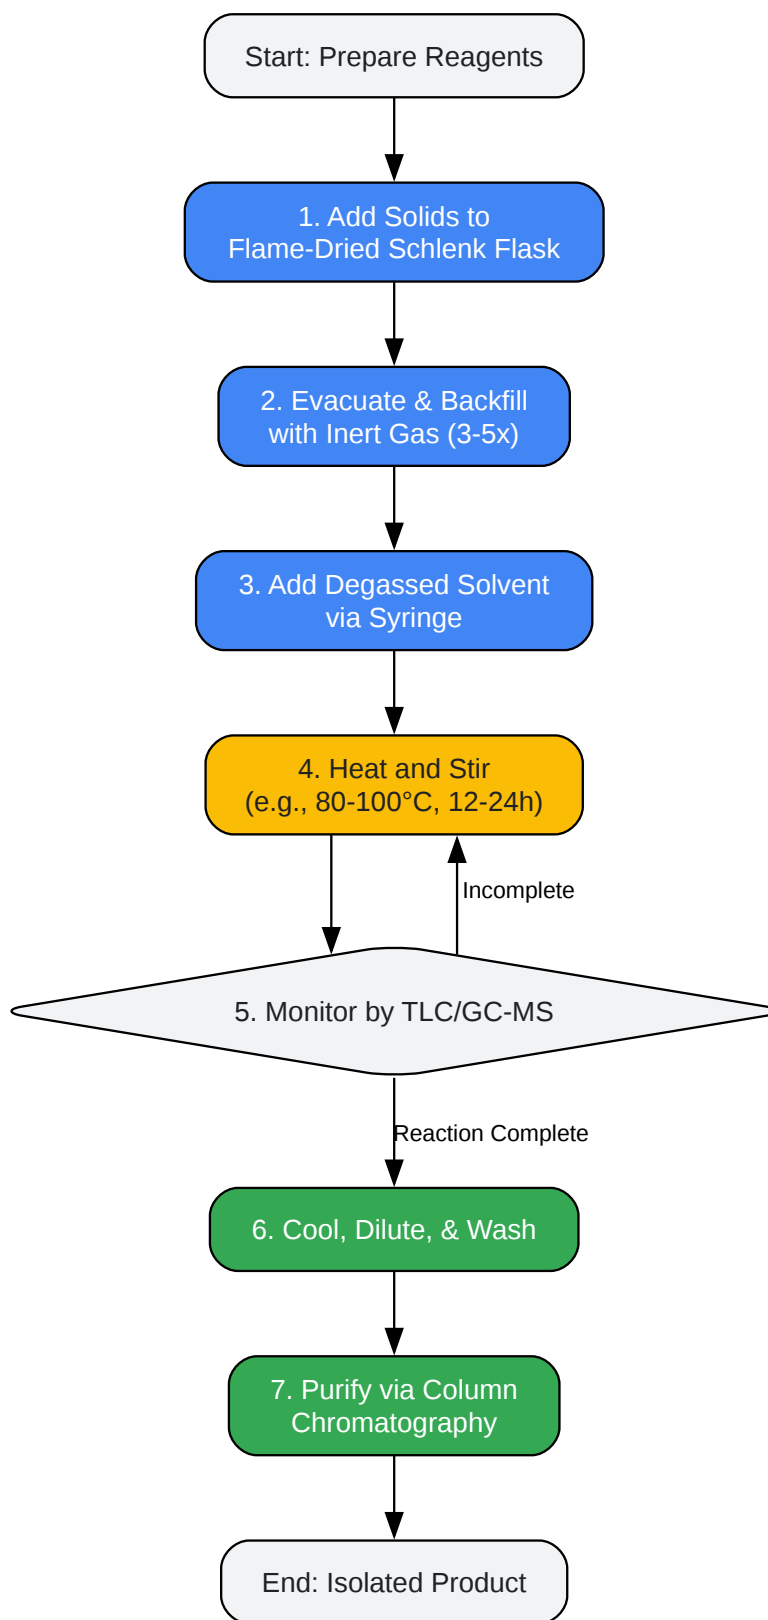 Start: Prepare Reagents
1. Add Solids to
Flame-Dried Schlenk Flask
2. Evacuate & Backfill
with Inert Gas (3-5x)
3. Add Degassed Solvent
via Syringe
4. Heat and Stir
(e.g., 80-100°C, 12-24h)
Incomplete
5. Monitor by TLC/GC-MS
Reaction Complete
6. Cool, Dilute, & Wash
7. Purify via Column
Chromatography
End: Isolated Product